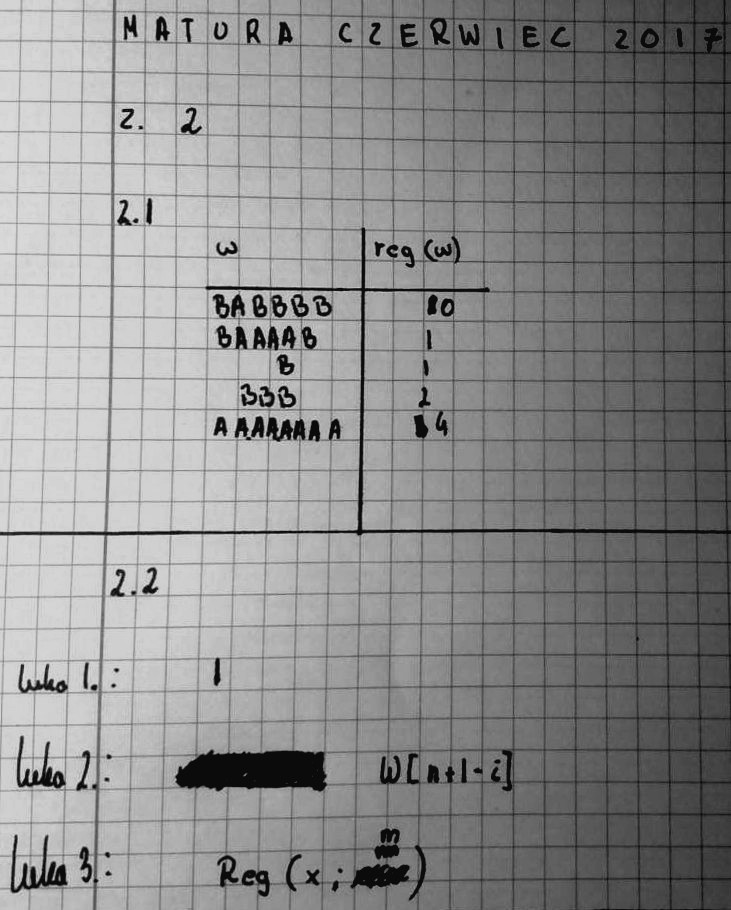 MATURA CZERWIEC 2017
Z. 2
2.1
w reg (w)
BABBBB 10
BAAAAB 1
B 1
BBB 2
AAAAAAAA 4
2.2
luka 1.: 1
luka 2.: W[n+1-i]
luka 3.: Reg (x; m)